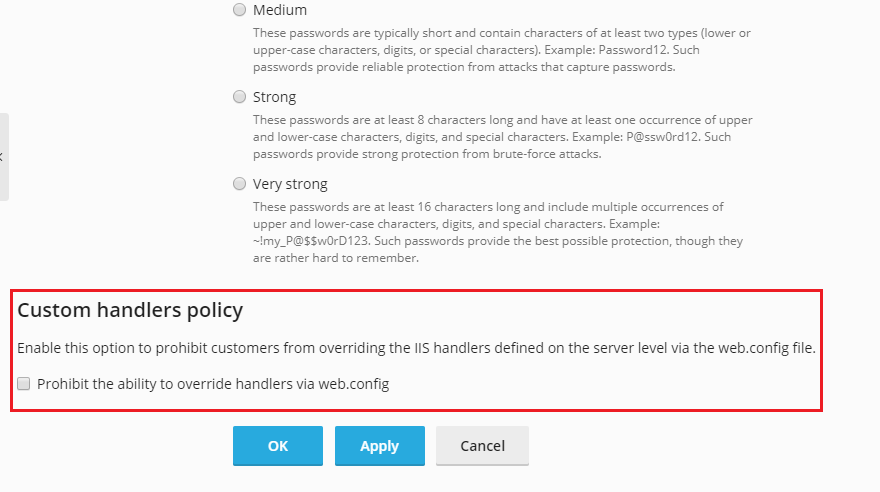 Medium
These passwords are typically short and contain characters of at least two types (lower or
upper-case characters, digits, or special characters). Example: Password12. Such
passwords provide reliable protection from attacks that capture passwords.
Strong
These passwords are at least 8 characters long and have at least one occurrence of upper
and lower-case characters, digits, and special characters. Example: P@ssw0rd12. Such
passwords provide strong protection from brute-force attacks.
Very strong
These passwords are at least 16 characters long and include multiple occurrences of
upper and lower-case characters, digits, and special characters. Example:
~!my_P@$$w0rD123. Such passwords provide the best possible protection, though they
are rather hard to remember.
Custom handlers policy
Enable this option to prohibit customers from overriding the IIS handlers defined on the server level via the web.config file.
Prohibit the ability to override handlers via web.config
OK Apply Cancel